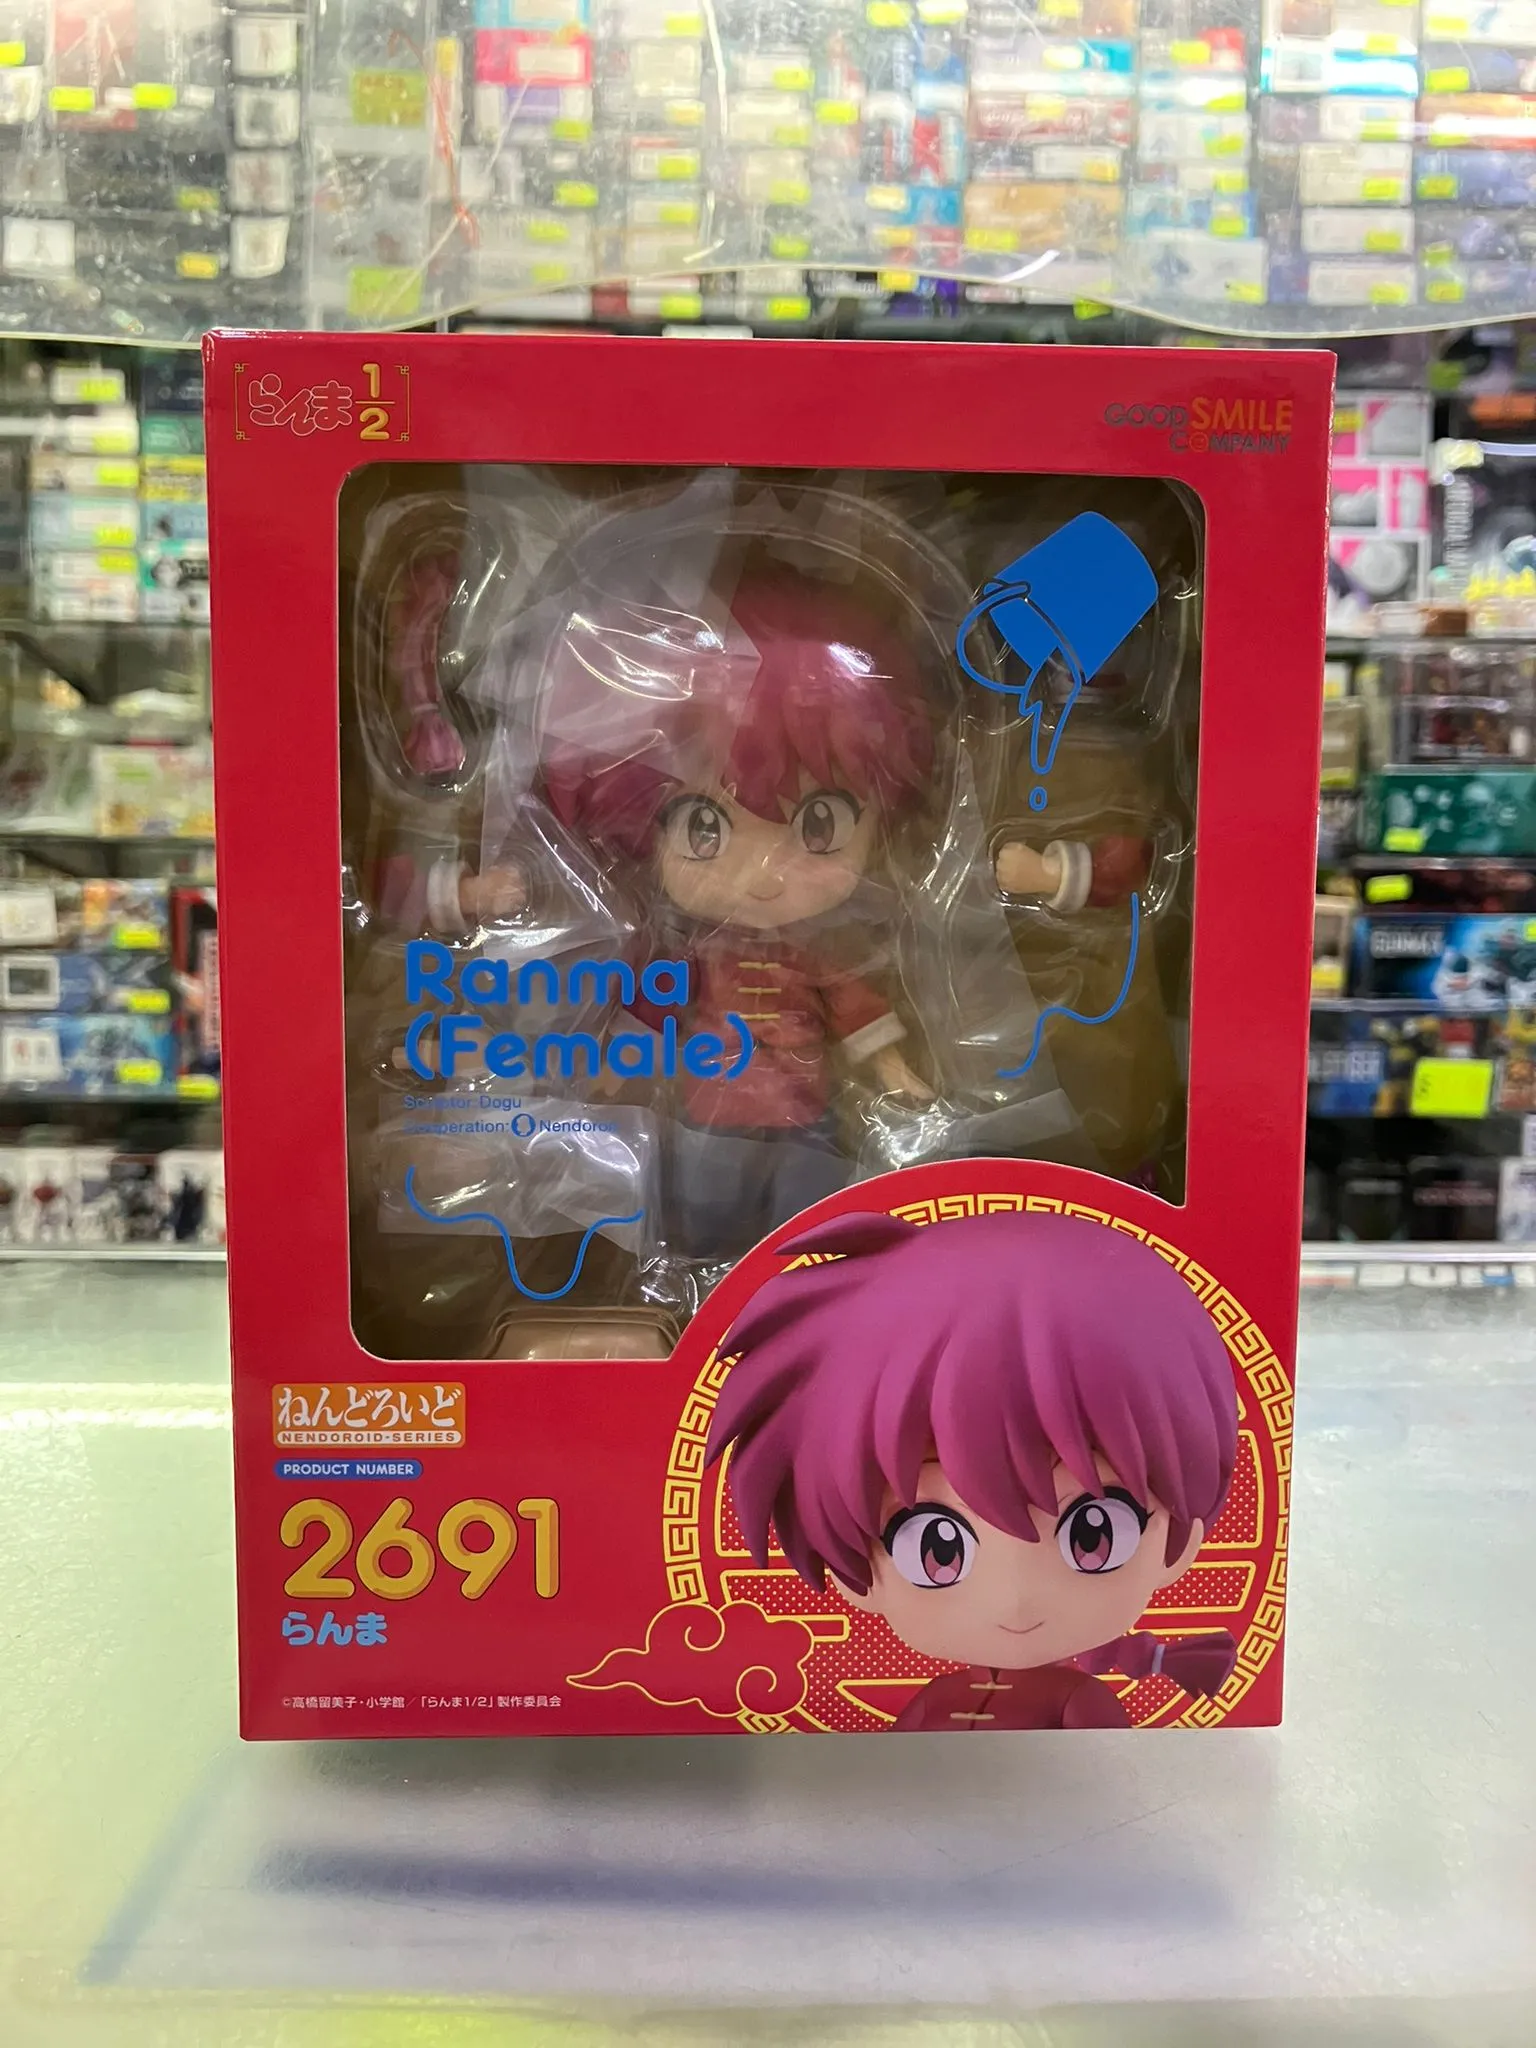 らんま1/2
GOOD SMILE
COMPANY
Ranma
(Female)
Sculptor:Dogu
Cooperation: Nendoron
ねんどろいど
NENDOROID-SERIES
PRODUCT NUMBER
2691
らんま
©高橋留美子・小学館／「らんま1/2」製作委員会